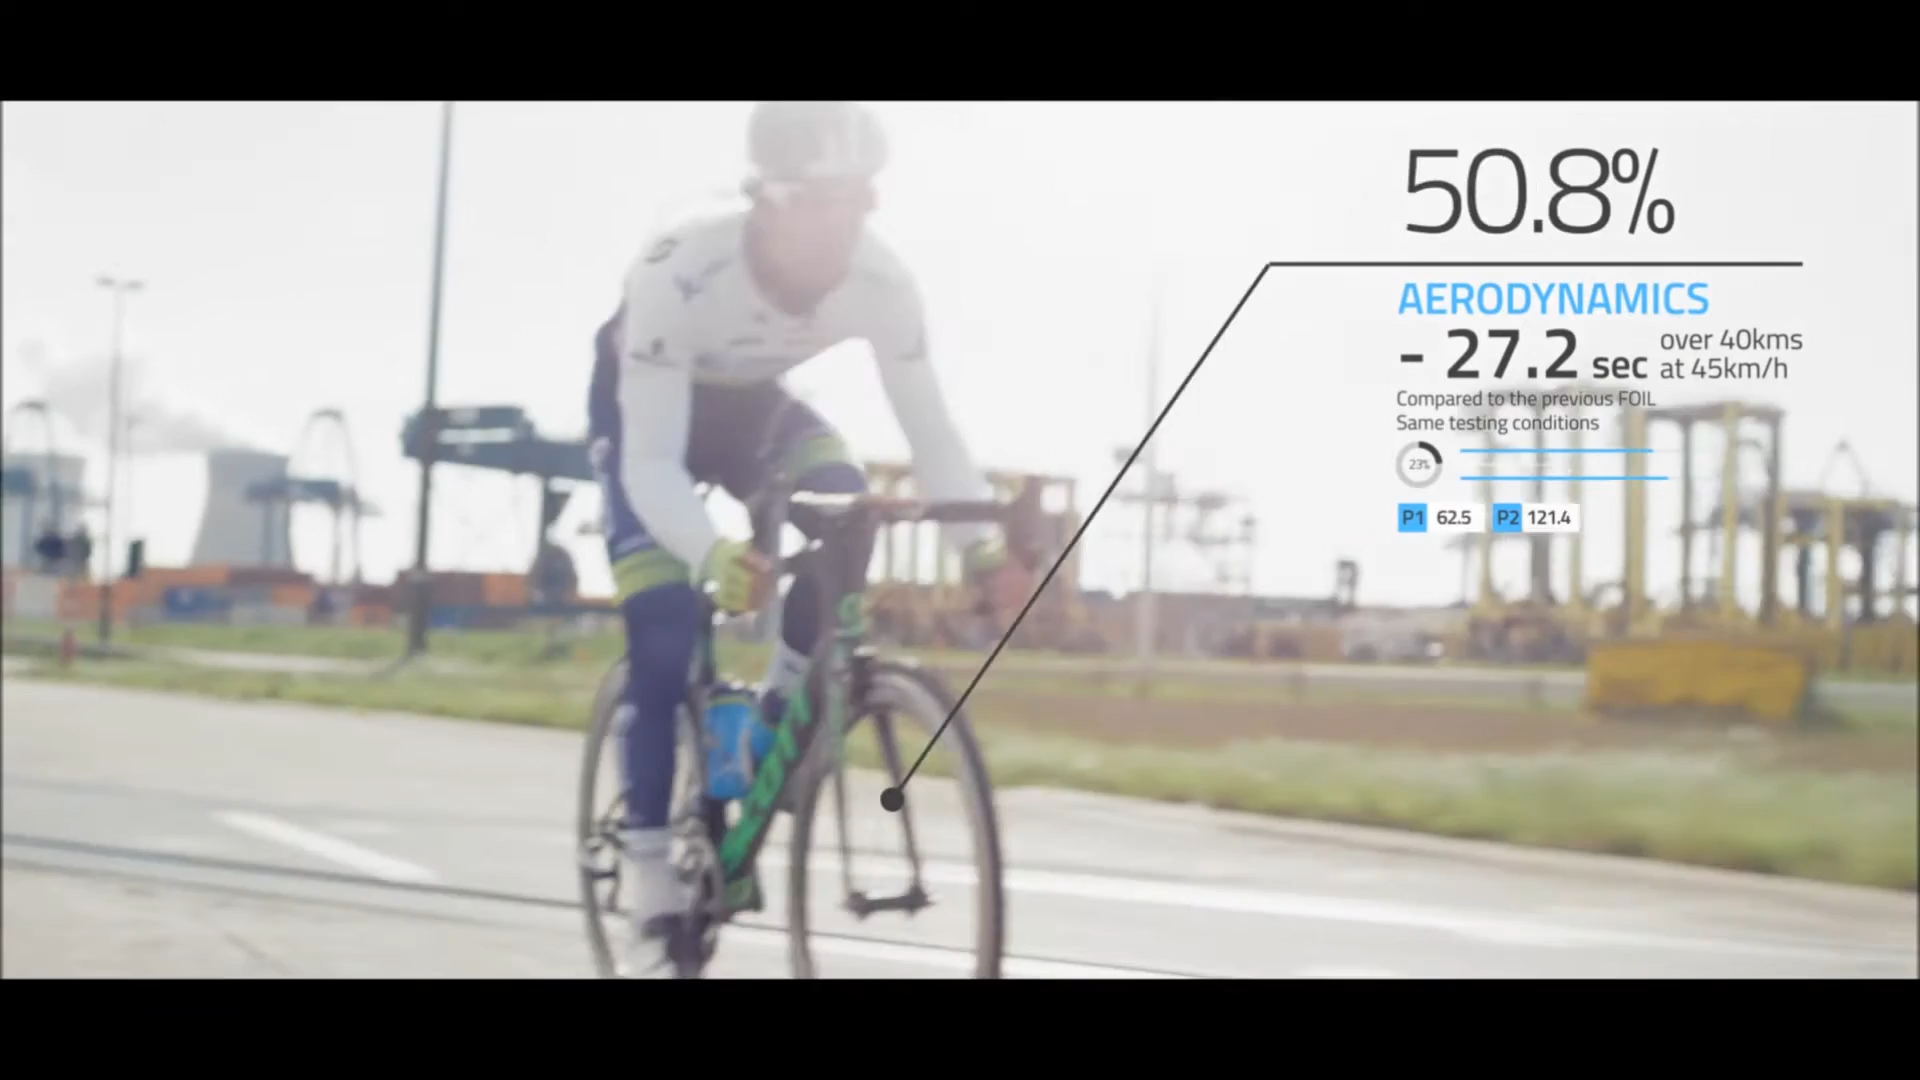 50.8%
AERODYNAMICS
- 27.2 sec over 40kms
at 45km/h
Compared to the previous FOIL
Same testing conditions
23%
P1 62.5 P2 121.4
SCOTT